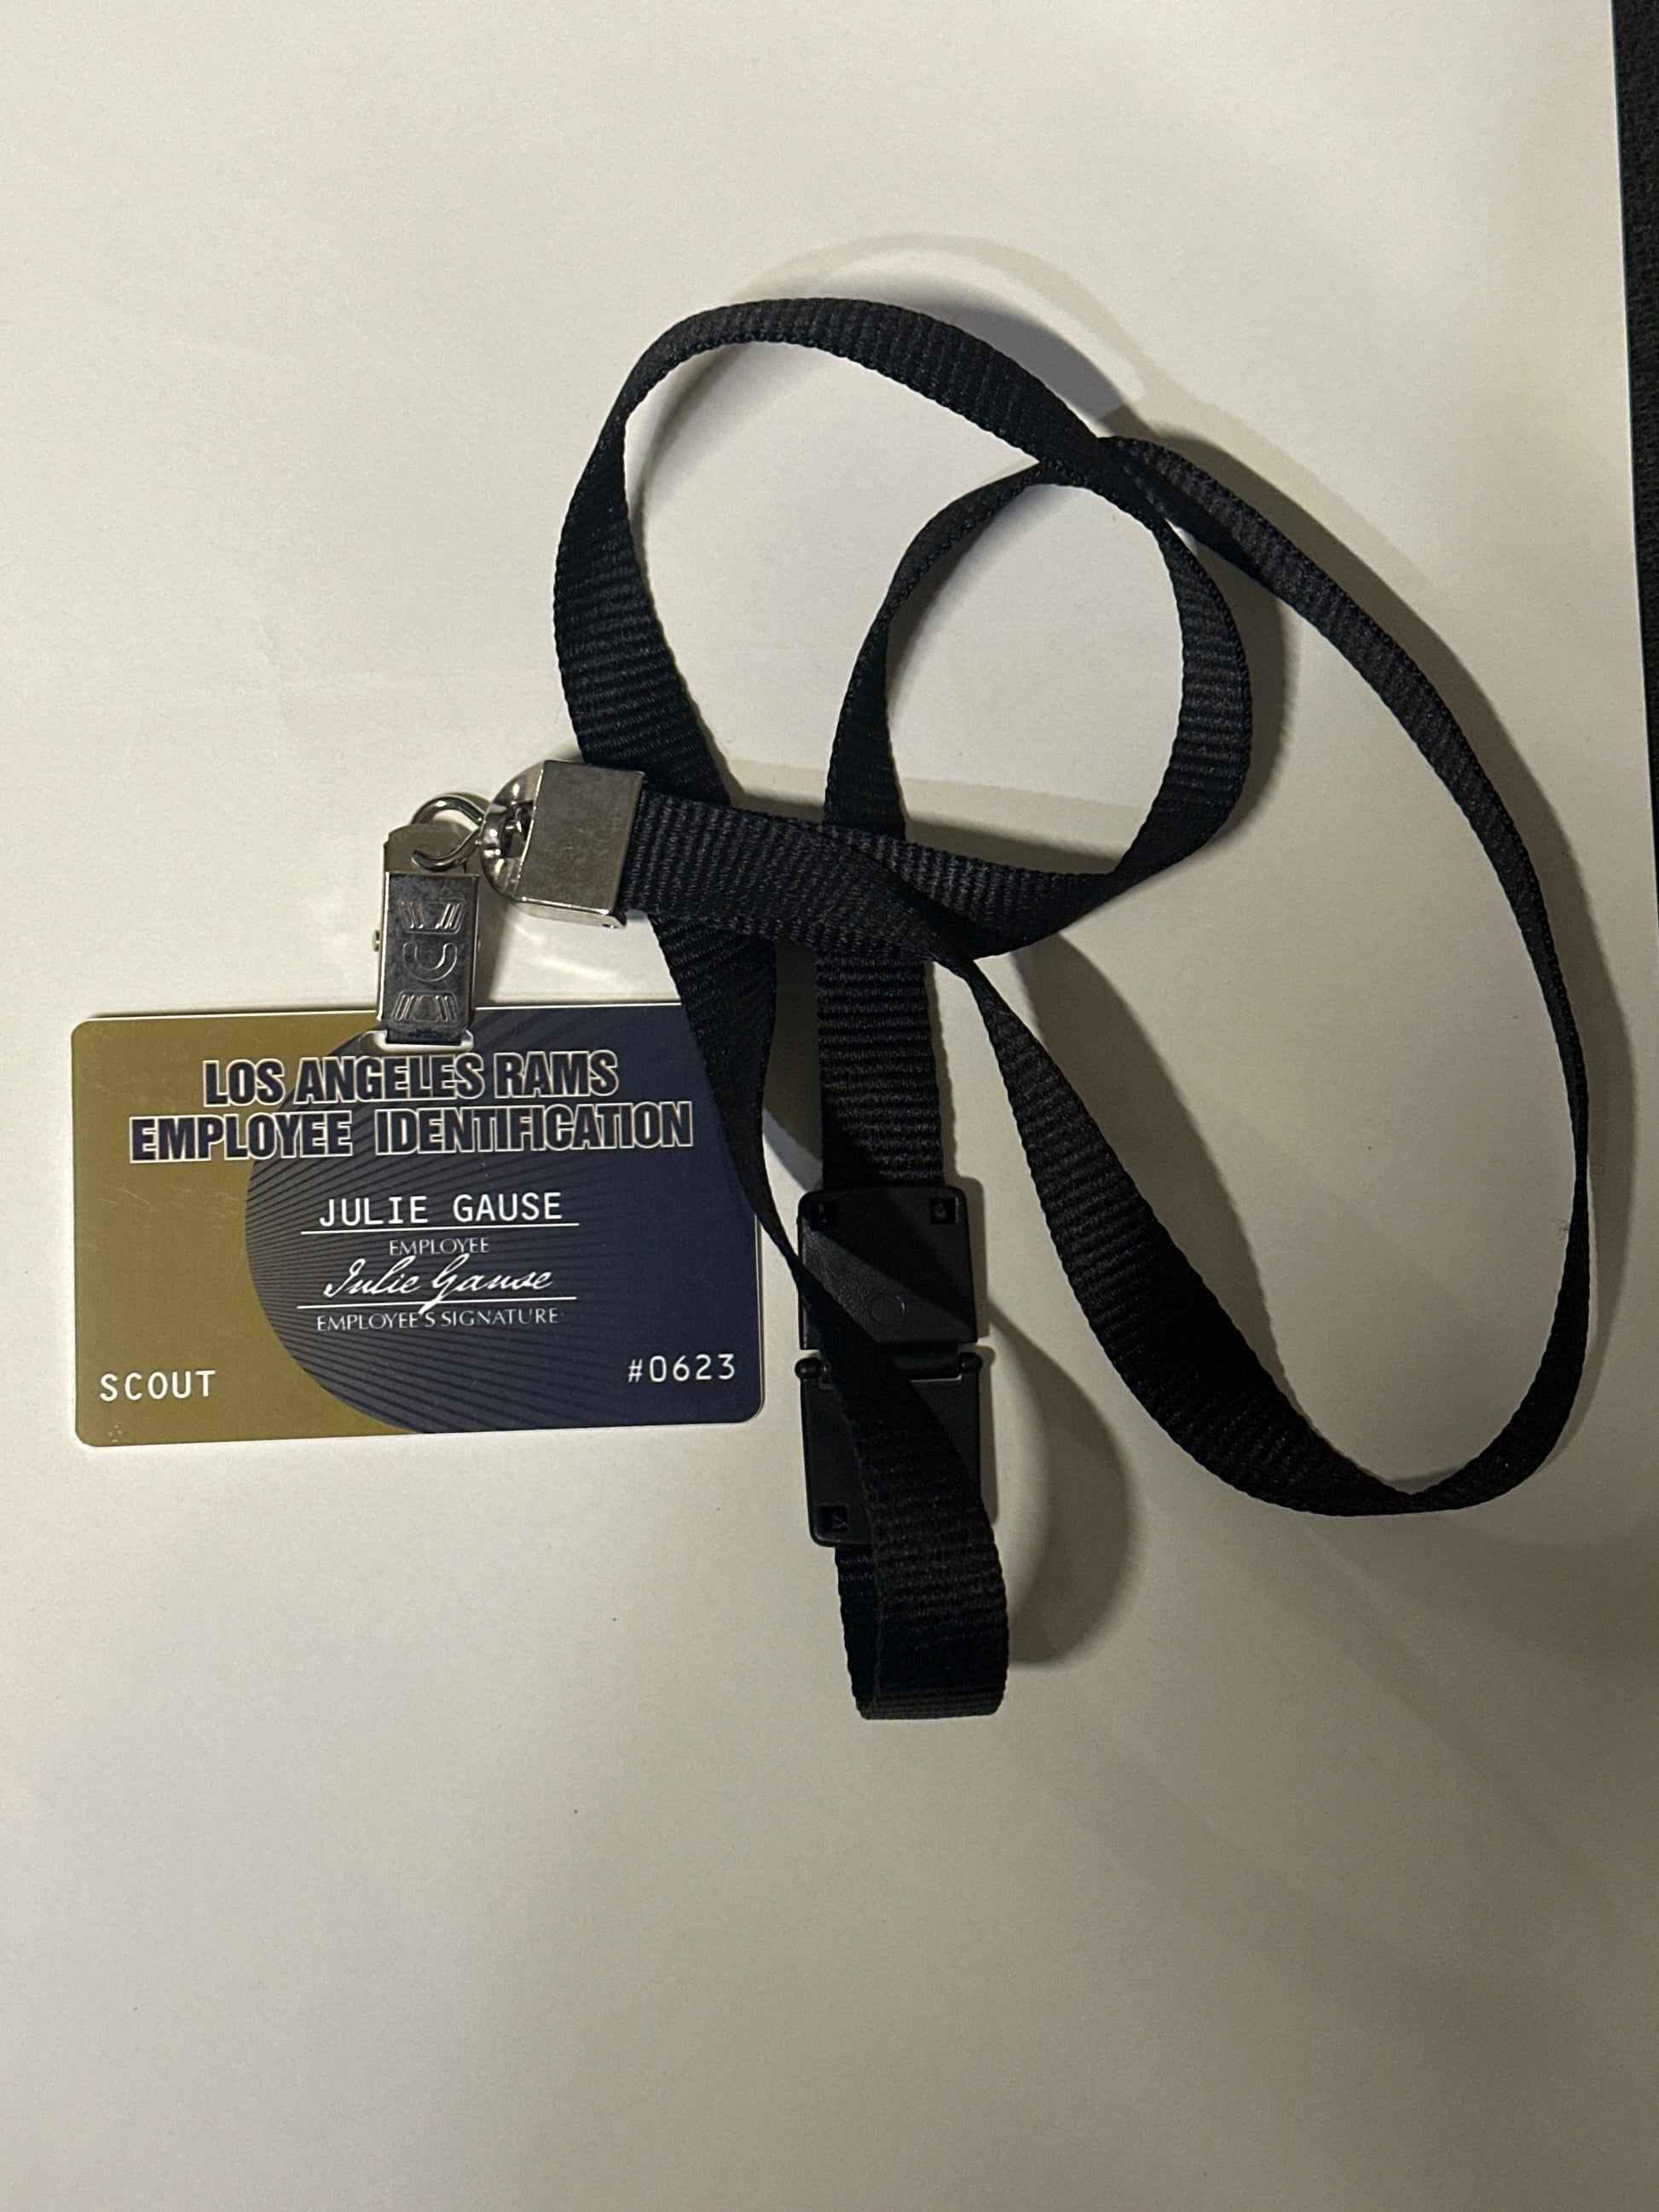 LOS ANGELES RAMS
EMPLOYEE IDENTIFICATION
JULIE GAUSE
EMPLOYEE
Julie Gause
EMPLOYEE'S SIGNATURE
SCOUT
#0623